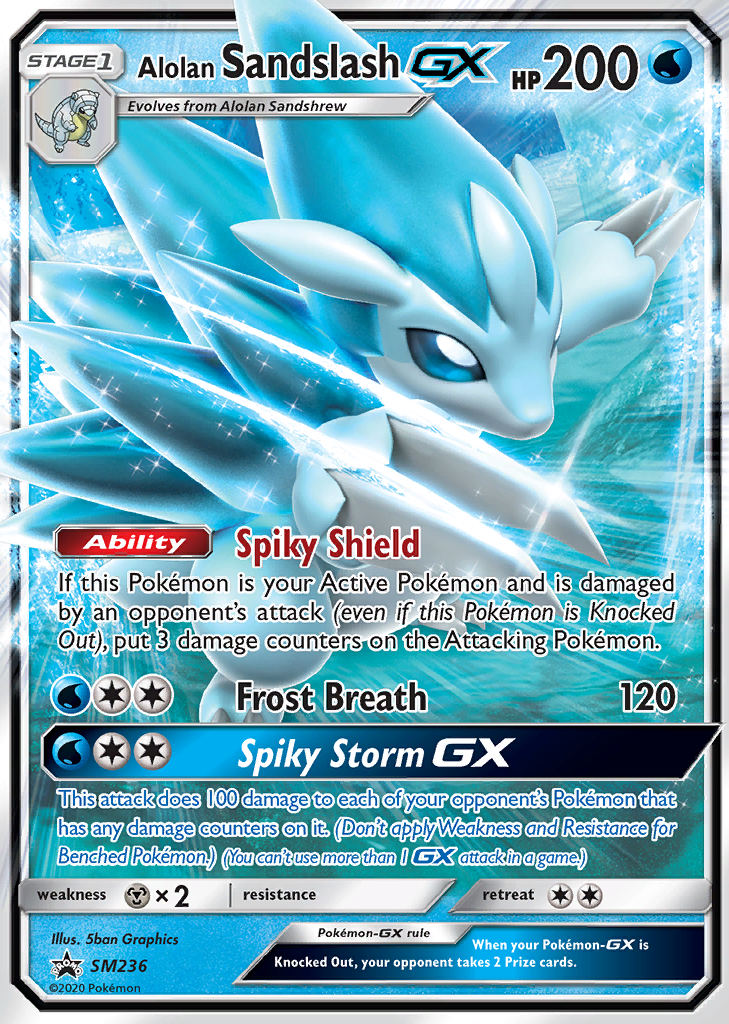 STAGE1
Alolan Sandslash GX HP200
Evolves from Alolan Sandshrew
Ability Spiky Shield
If this Pokémon is your Active Pokémon and is damaged
by an opponent's attack (even if this Pokémon is Knocked
Out), put 3 damage counters on the Attacking Pokémon.
Frost Breath 120
Spiky Storm GX
This attack does 100 damage to each of your opponent's Pokémon that
has any damage counters on it. (Don't apply Weakness and Resistance for
Benched Pokémon.) (You can't use more than 1 GX attack in a game.)
weakness × 2 resistance retreat
Illus. 5ban Graphics
Pokémon-GX rule
When your Pokémon-GX is
Knocked Out, your opponent takes 2 Prize cards.
PROMO SM236
©2020 Pokémon